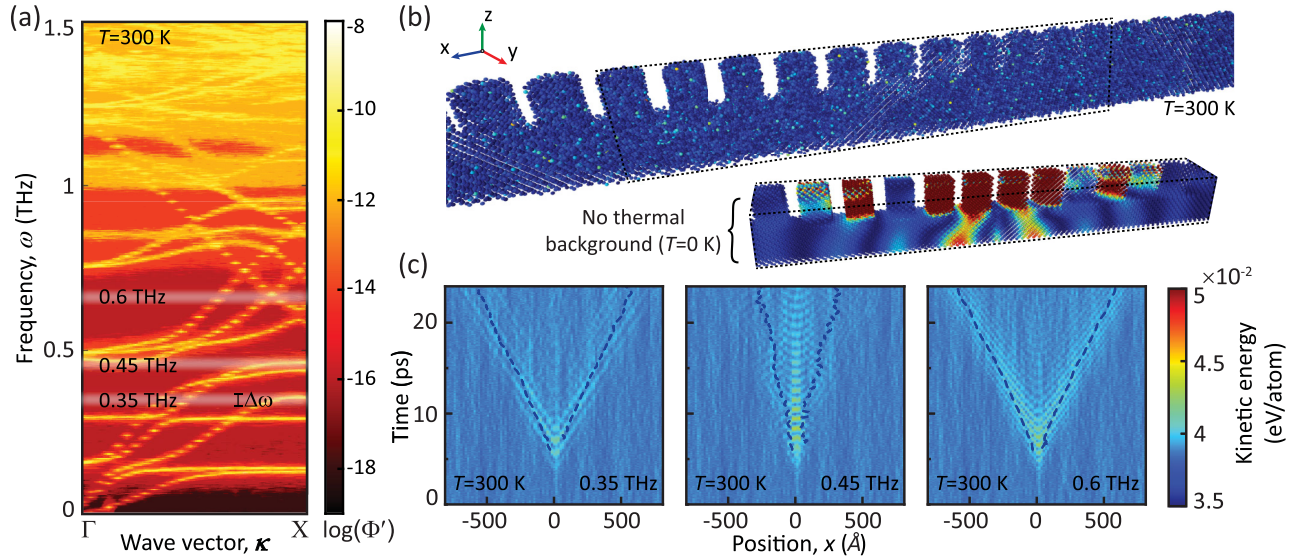 (a)
1.5
T=300 K
1
0.6 THz
0.5
0.45 THz
0.35 THz
I Δω
0
Γ
X
Frequency, ω (THz)
Wave vector, κ
-8
-10
-12
-14
-16
-18
log(Φ′)
(b)
z
x
y
T=300 K
No thermal
background (T=0 K)
(c)
20
10
0
Time (ps)
T=300 K
0.35 THz
T=300 K
0.45 THz
T=300 K
0.6 THz
-500
0
500
-500
0
500
-500
0
500
Position, x (Å)
×10⁻²
5
4.5
4
3.5
Kinetic energy
(eV/atom)